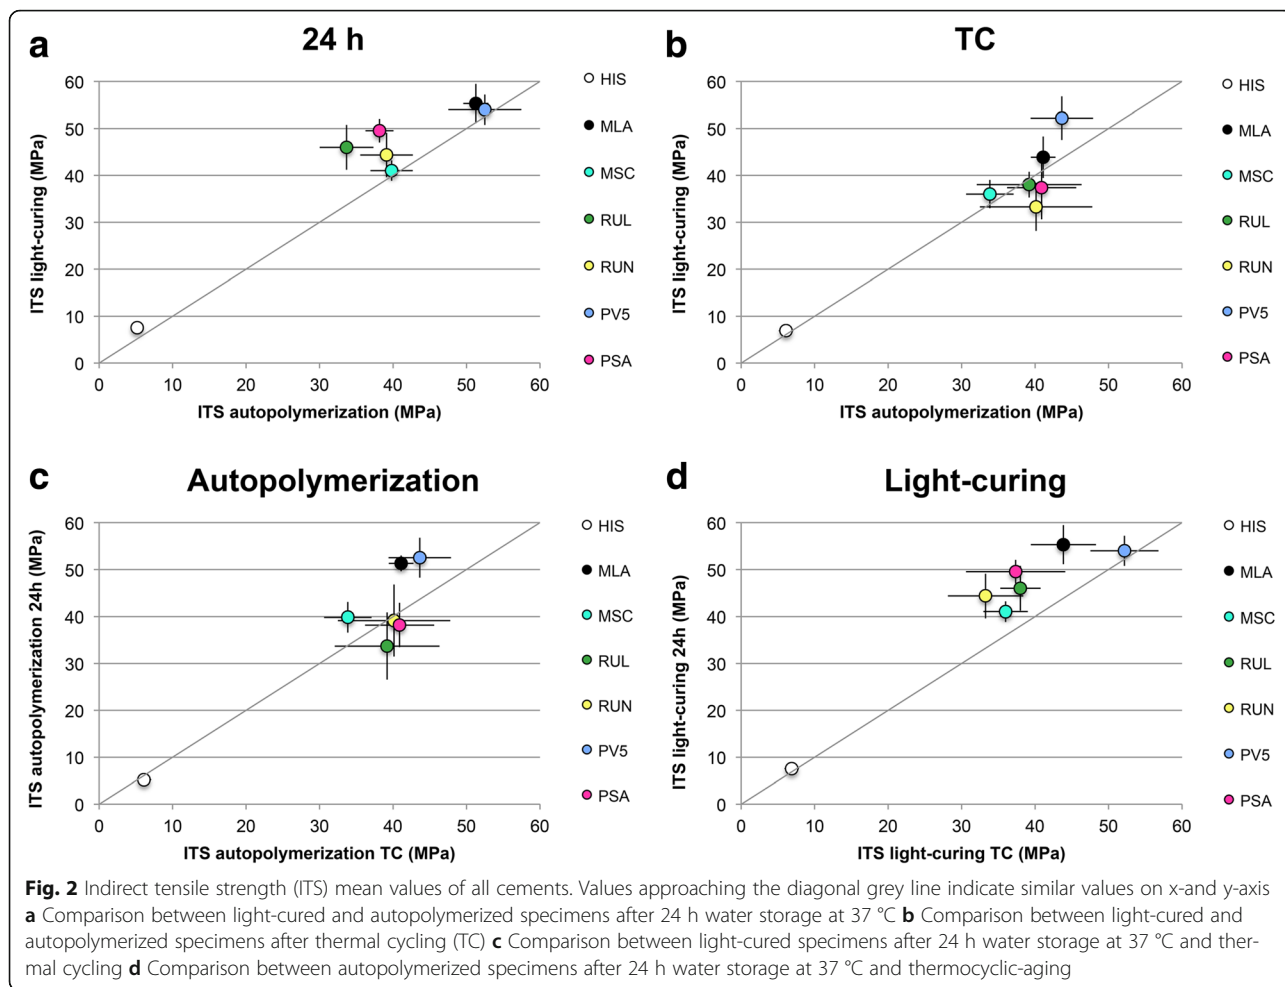 a
24 h
60
50
40
30
20
10
0
0 10 20 30 40 50 60
ITS light-curing (MPa)
ITS autopolymerization (MPa)
HIS
MLA
MSC
RUL
RUN
PV5
PSA
b
TC
60
50
40
30
20
10
0
0 10 20 30 40 50 60
ITS light-curing (MPa)
ITS autopolymerization (MPa)
HIS
MLA
MSC
RUL
RUN
PV5
PSA
c
Autopolymerization
60
50
40
30
20
10
0
0 10 20 30 40 50 60
ITS autopolymerization 24h (MPa)
ITS autopolymerization TC (MPa)
HIS
MLA
MSC
RUL
RUN
PV5
PSA
d
Light-curing
60
50
40
30
20
10
0
0 10 20 30 40 50 60
ITS light-curing 24h (MPa)
ITS light-curing TC (MPa)
HIS
MLA
MSC
RUL
RUN
PV5
PSA
Fig. 2 Indirect tensile strength (ITS) mean values of all cements. Values approaching the diagonal grey line indicate similar values on x-and y-axis
a Comparison between light-cured and autopolymerized specimens after 24 h water storage at 37 °C b Comparison between light-cured and
autopolymerized specimens after thermal cycling (TC) c Comparison between light-cured specimens after 24 h water storage at 37 °C and ther-
mal cycling d Comparison between autopolymerized specimens after 24 h water storage at 37 °C and thermocyclic-aging